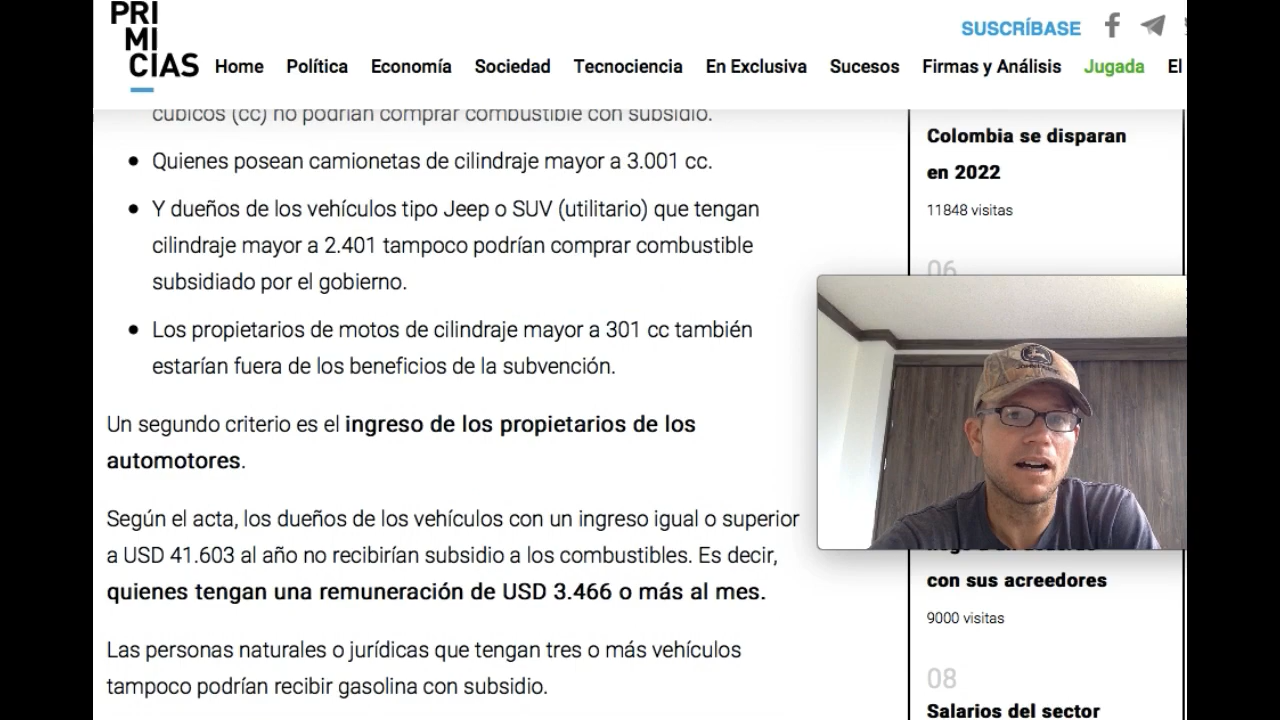 PRI
MI
CIAS
SUSCRÍBASE
Home Política Economía Sociedad Tecnociencia En Exclusiva Sucesos Firmas y Análisis Jugada El
cúbicos (cc) no podrían comprar combustible con subsidio.
Quienes posean camionetas de cilindraje mayor a 3.001 cc.
Y dueños de los vehículos tipo Jeep o SUV (utilitario) que tengan
cilindraje mayor a 2.401 tampoco podrían comprar combustible
subsidiado por el gobierno.
Los propietarios de motos de cilindraje mayor a 301 cc también
estarían fuera de los beneficios de la subvención.
Un segundo criterio es el ingreso de los propietarios de los
automotores.
Según el acta, los dueños de los vehículos con un ingreso igual o superior
a USD 41.603 al año no recibirían subsidio a los combustibles. Es decir,
quienes tengan una remuneración de USD 3.466 o más al mes.
Las personas naturales o jurídicas que tengan tres o más vehículos
tampoco podrían recibir gasolina con subsidio.
Colombia se disparan
en 2022
11848 visitas
06
con sus acreedores
9000 visitas
08
Salarios del sector